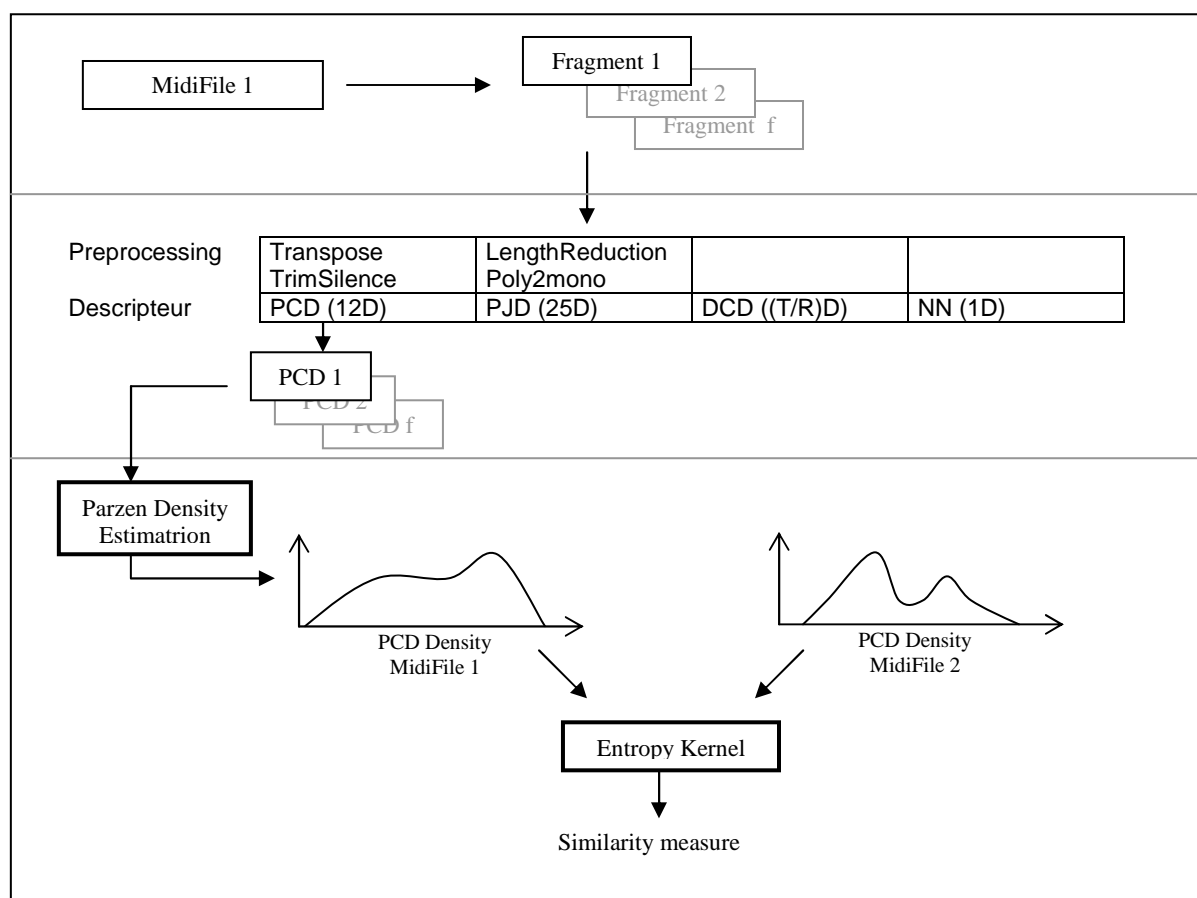 MidiFile 1
Fragment 1
Fragment 2
Fragment f
Preprocessing
Transpose
TrimSilence
LengthReduction
Poly2mono
Descripteur
PCD (12D)
PJD (25D)
DCD ((T/R)D)
NN (1D)
PCD 1
PCD 2
PCD f
Parzen Density
Estimatrion
PCD Density
MidiFile 1
PCD Density
MidiFile 2
Entropy Kernel
Similarity measure